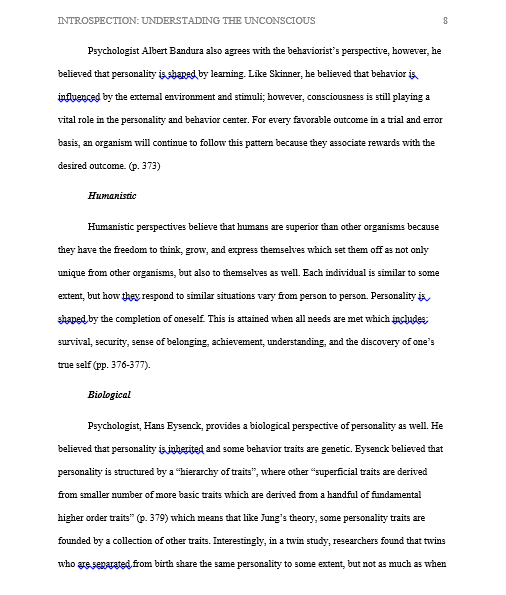 INTROSPECTION: UNDERSTADING THE UNCONSCIOUS 8
Psychologist Albert Bandura also agrees with the behaviorist's perspective, however, he
believed that personality is shaped by learning. Like Skinner, he believed that behavior is
influenced by the external environment and stimuli; however, consciousness is still playing a
vital role in the personality and behavior center. For every favorable outcome in a trial and error
basis, an organism will continue to follow this pattern because they associate rewards with the
desired outcome. (p. 373)
Humanistic
Humanistic perspectives believe that humans are superior than other organisms because
they have the freedom to think, grow, and express themselves which set them off as not only
unique from other organisms, but also to themselves as well. Each individual is similar to some
extent, but how they respond to similar situations vary from person to person. Personality is
shaped by the completion of oneself. This is attained when all needs are met which includes:
survival, security, sense of belonging, achievement, understanding, and the discovery of one's
true self (pp. 376-377).
Biological
Psychologist, Hans Eysenck, provides a biological perspective of personality as well. He
believed that personality is inherited and some behavior traits are genetic. Eysenck believed that
personality is structured by a “hierarchy of traits”, where other “superficial traits are derived
from smaller number of more basic traits which are derived from a handful of fundamental
higher order traits” (p. 379) which means that like Jung's theory, some personality traits are
founded by a collection of other traits. Interestingly, in a twin study, researchers found that twins
who are separated from birth share the same personality to some extent, but not as much as when